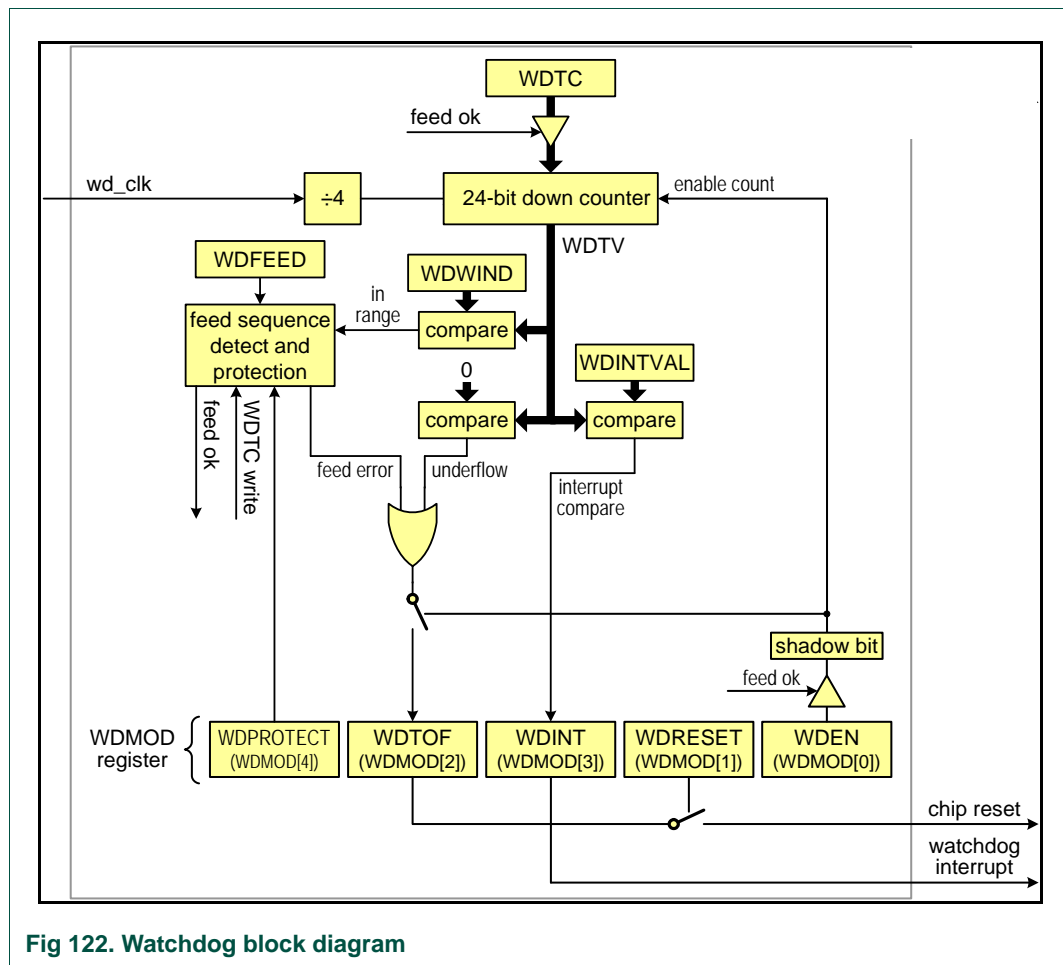 WDTC
feed ok
wd_clk
÷4
24-bit down counter
enable count
WDTV
WDFEED
WDWIND
in
range
feed sequence
detect and
protection
compare
WDINTVAL
0
compare
compare
feed ok
WDTC write
feed error
underflow
interrupt
compare
shadow bit
feed ok
WDMOD
register
WDPROTECT
(WDMOD[4])
WDTOF
(WDMOD[2])
WDINT
(WDMOD[3])
WDRESET
(WDMOD[1])
WDEN
(WDMOD[0])
chip reset
watchdog
interrupt
Fig 122. Watchdog block diagram